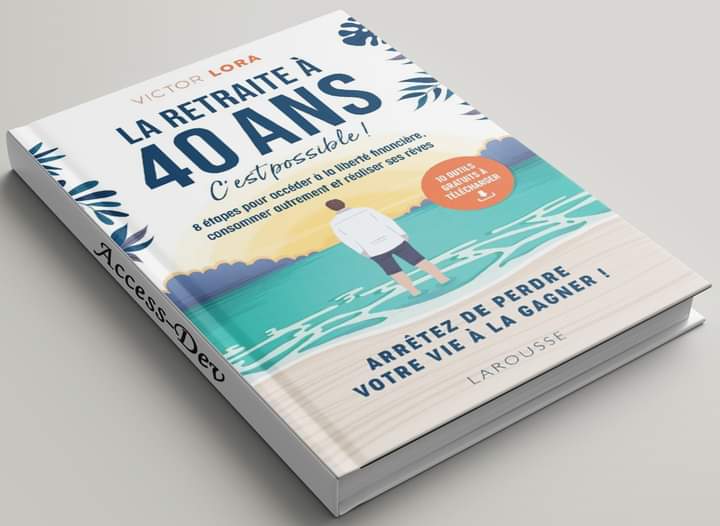 VICTOR LORA
LA RETRAITE À
40 ANS
C'est possible !
8 étapes pour accéder à la liberté financière,
consommer autrement et réaliser ses rêves
10 OUTILS
GRATUITS À
TÉLÉCHARGER
ARRÊTEZ DE PERDRE
VOTRE VIE À LA GAGNER !
LAROUSSE
Access-Dev